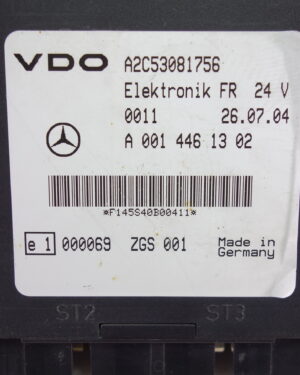 VDO A2C53081756
Elektronik FR 24 V
0011 26.07.04
A 001 446 13 02
*F145S40B00411*
e 1 000069 ZGS 001 Made in Germany
ST2 ST3